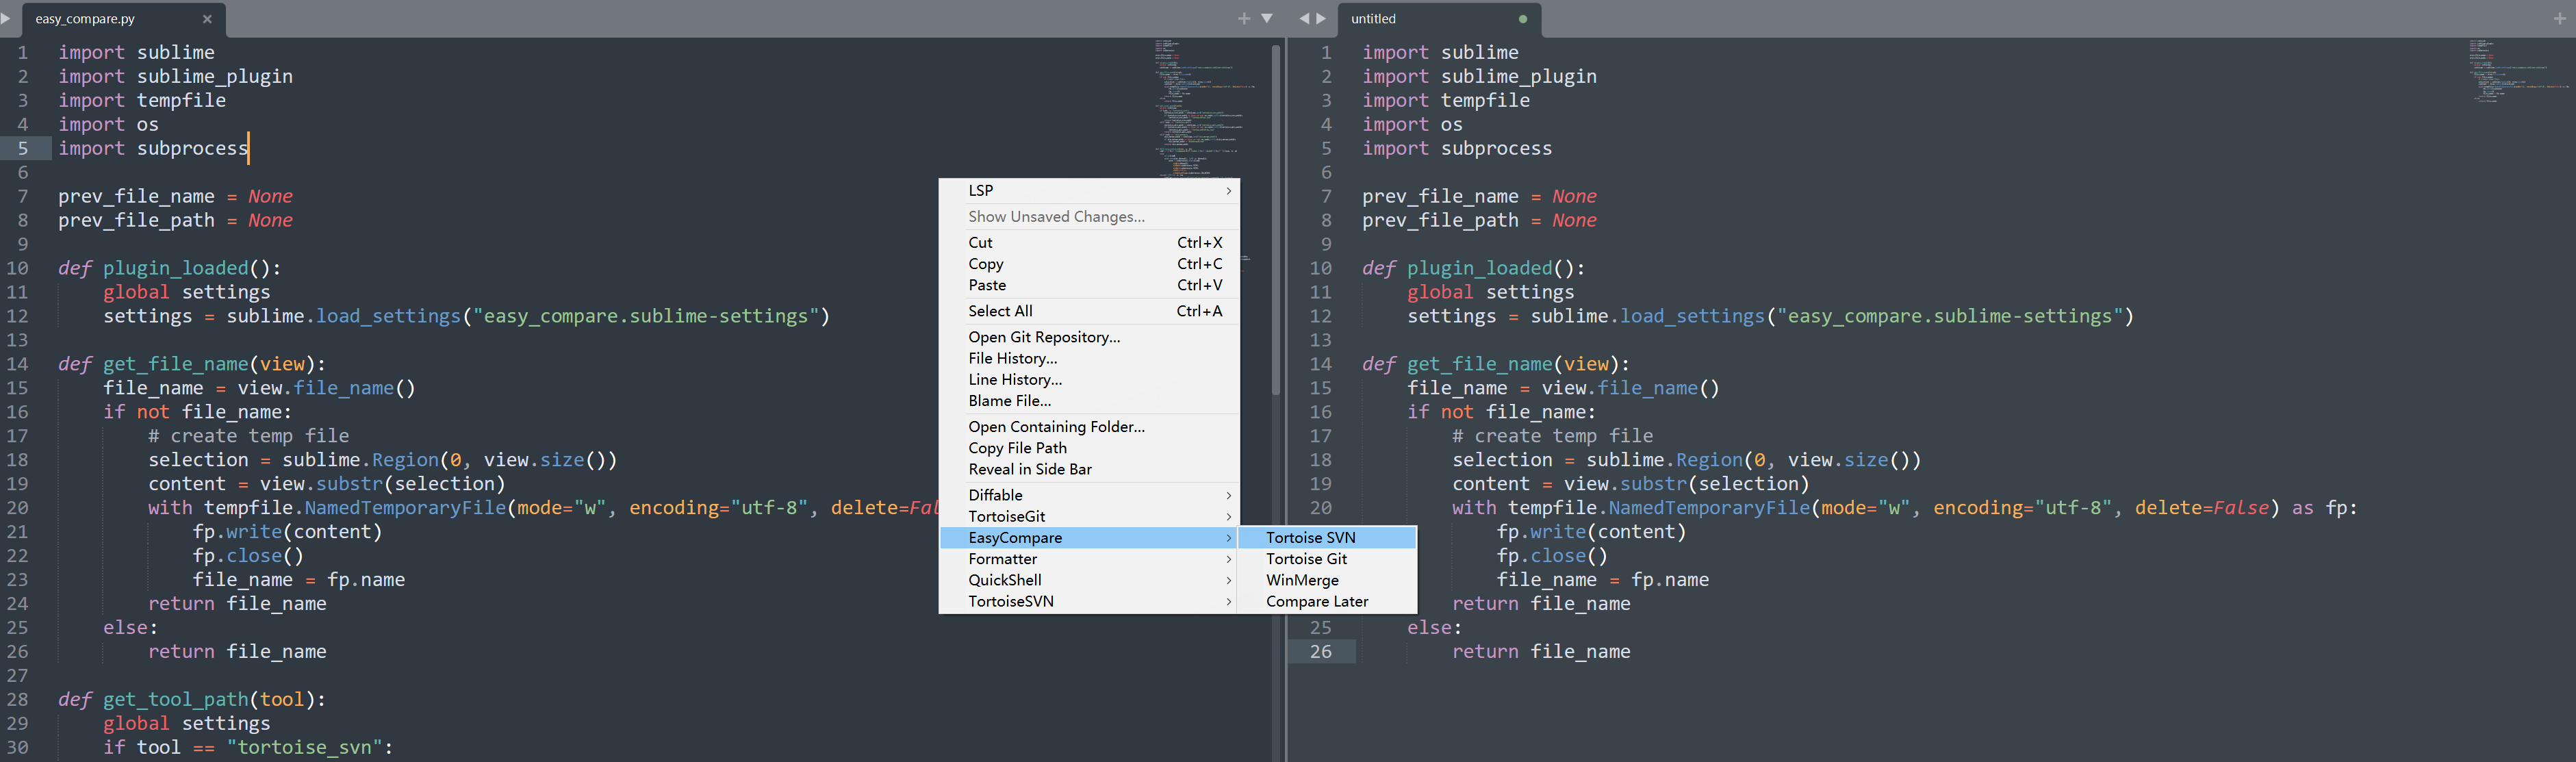 easy_compare.py
1 import sublime
2 import sublime_plugin
3 import tempfile
4 import os
5 import subprocess
6
7 prev_file_name = None
8 prev_file_path = None
9
10 def plugin_loaded():
11     global settings
12     settings = sublime.load_settings("easy_compare.sublime-settings")
13
14 def get_file_name(view):
15     file_name = view.file_name()
16     if not file_name:
17         # create temp file
18         selection = sublime.Region(0, view.size())
19         content = view.substr(selection)
20         with tempfile.NamedTemporaryFile(mode="w", encoding="utf-8", delete=Fal
21             fp.write(content)
22             fp.close()
23             file_name = fp.name
24         return file_name
25     else:
26         return file_name
27
28 def get_tool_path(tool):
29     global settings
30     if tool == "tortoise_svn":
LSP
Show Unsaved Changes...
Cut Ctrl+X
Copy Ctrl+C
Paste Ctrl+V
Select All Ctrl+A
Open Git Repository...
File History...
Line History...
Blame File...
Open Containing Folder...
Copy File Path
Reveal in Side Bar
Diffable
TortoiseGit
EasyCompare
Formatter
QuickShell
TortoiseSVN
Tortoise SVN
Tortoise Git
WinMerge
Compare Later
untitled
1 import sublime
2 import sublime_plugin
3 import tempfile
4 import os
5 import subprocess
6
7 prev_file_name = None
8 prev_file_path = None
9
10 def plugin_loaded():
11     global settings
12     settings = sublime.load_settings("easy_compare.sublime-settings")
13
14 def get_file_name(view):
15     file_name = view.file_name()
16     if not file_name:
17         # create temp file
18         selection = sublime.Region(0, view.size())
19         content = view.substr(selection)
20         with tempfile.NamedTemporaryFile(mode="w", encoding="utf-8", delete=False) as fp:
            fp.write(content)
            fp.close()
            file_name = fp.name
        return file_name
25     else:
26         return file_name